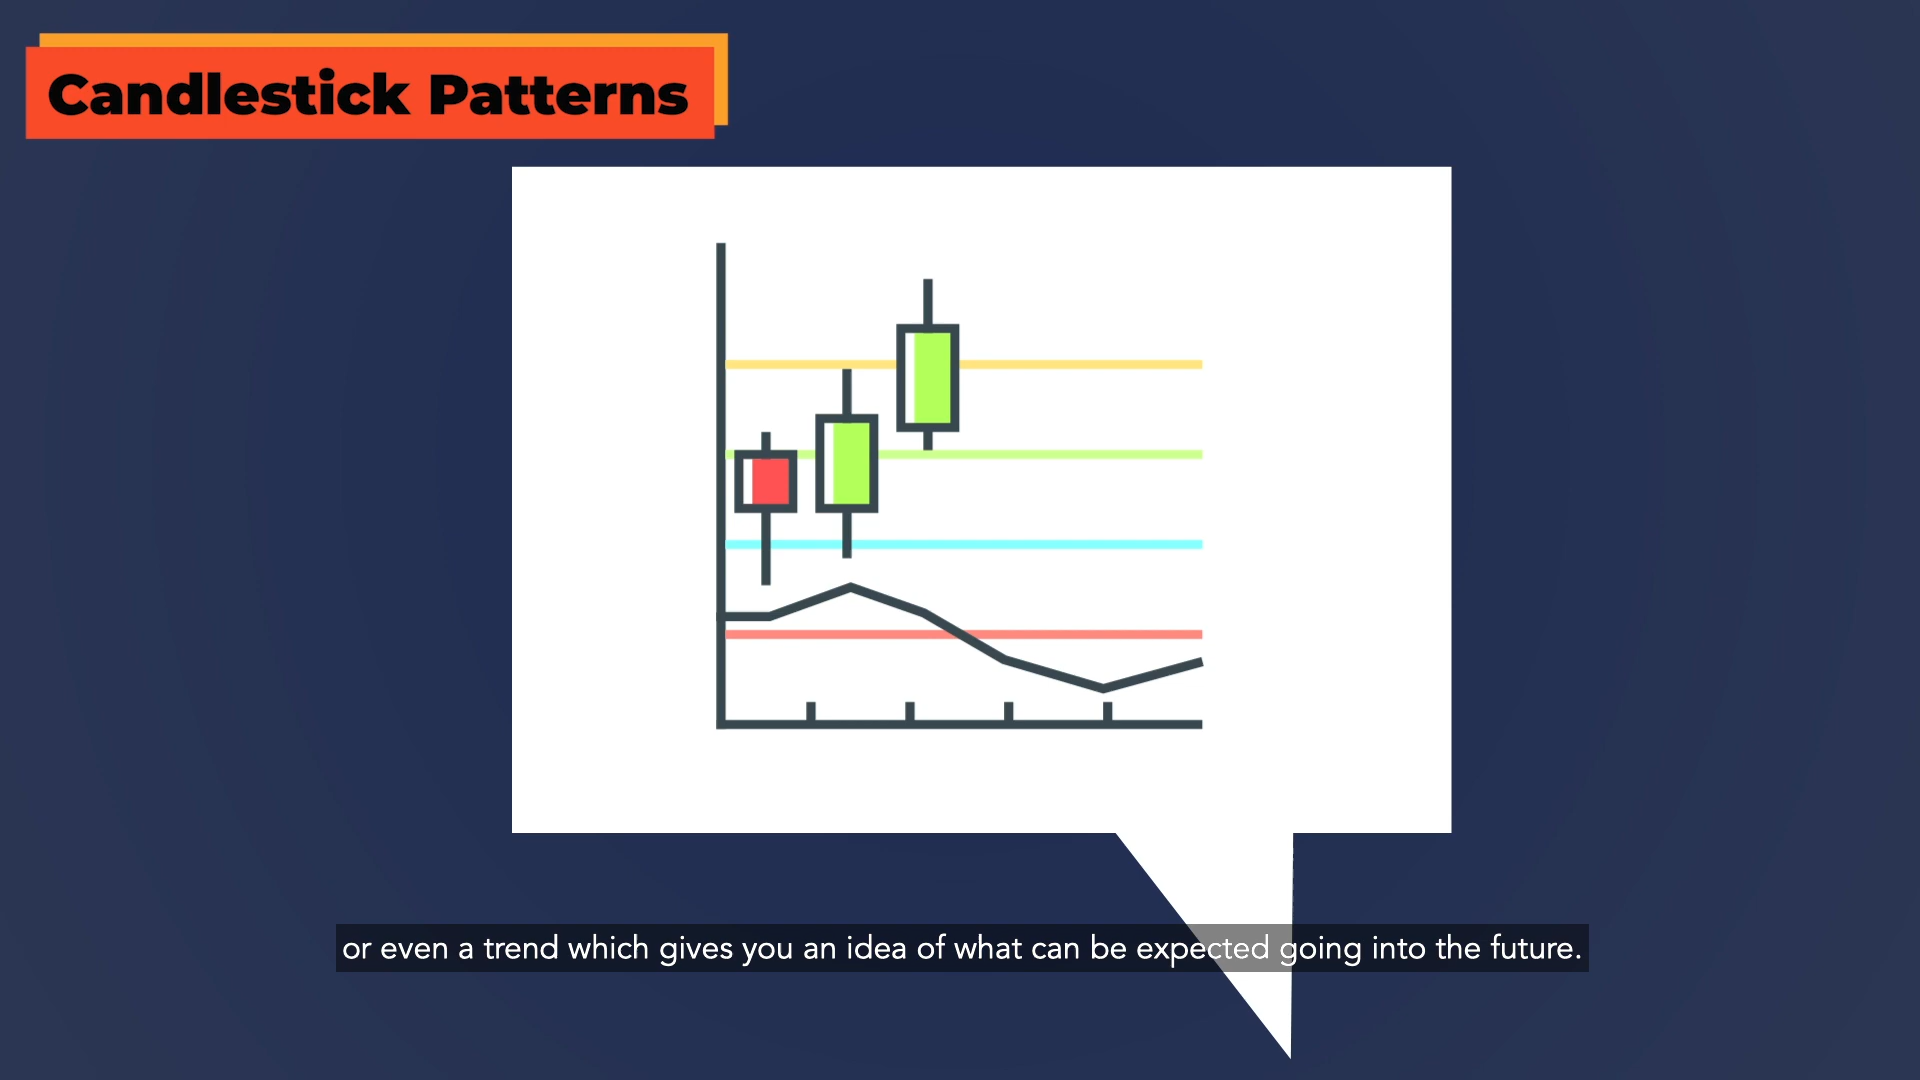 Candlestick Patterns
or even a trend which gives you an idea of what can be expected going into the future.